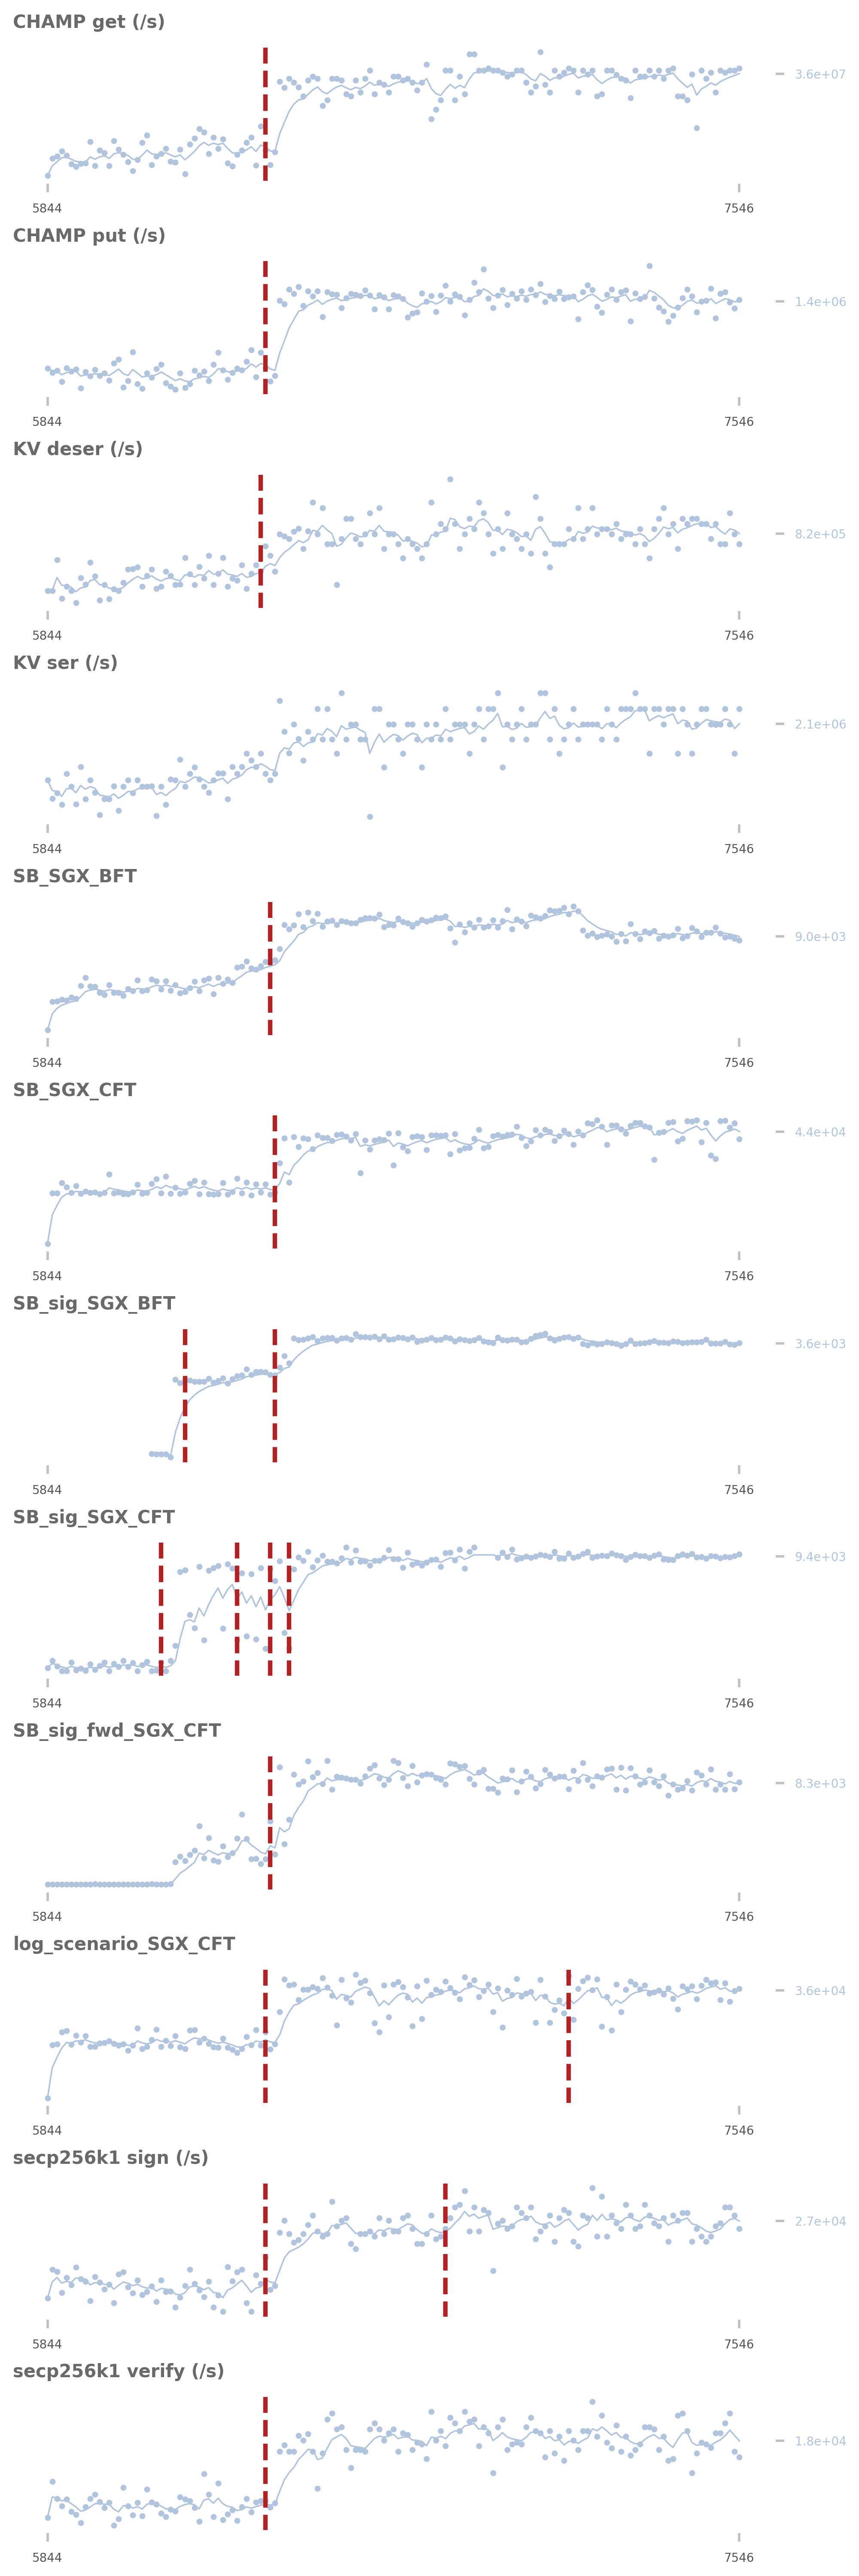 CHAMP get (/s)
3.6e+07
5844 7546
CHAMP put (/s)
1.4e+06
5844 7546
KV deser (/s)
8.2e+05
5844 7546
KV ser (/s)
2.1e+06
5844 7546
SB_SGX_BFT
9.0e+03
5844 7546
SB_SGX_CFT
4.4e+04
5844 7546
SB_sig_SGX_BFT
3.6e+03
5844 7546
SB_sig_SGX_CFT
9.4e+03
5844 7546
SB_sig_fwd_SGX_CFT
8.3e+03
5844 7546
log_scenario_SGX_CFT
3.6e+04
5844 7546
secp256k1 sign (/s)
2.7e+04
5844 7546
secp256k1 verify (/s)
1.8e+04
5844 7546